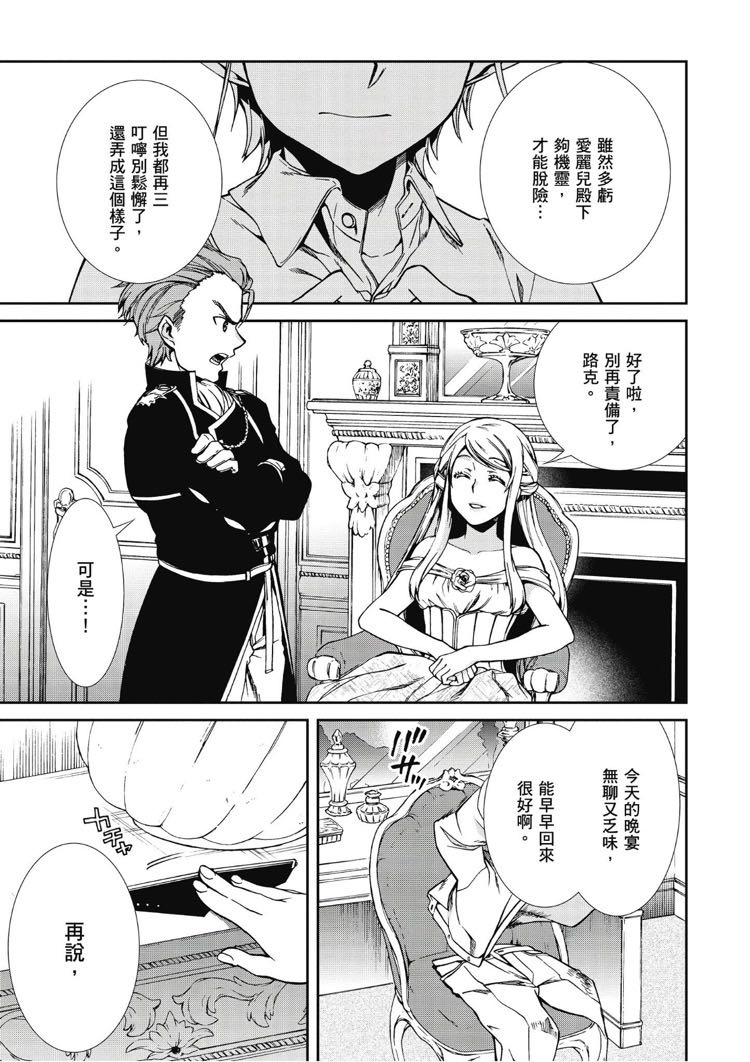 雖然多虧
愛麗兒殿下
夠機靈，
才能脫險…
但我都再三
叮嚀別鬆懈了，
還弄成這個樣子。
好了啦，
別再責備了，
路克。
可是…！
今天的晚宴
無聊又乏味，
能早早回來
很好啊。
ギッ
カチャ
再說，